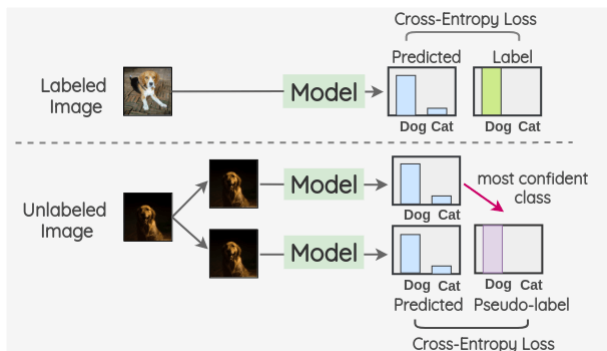 Cross-Entropy Loss
Predicted Label
Labeled
Image
Model
Dog Cat Dog Cat
Unlabeled
Image
Model
most confident
class
Dog Cat
Model
Dog Cat Dog Cat
Predicted Pseudo-label
Cross-Entropy Loss